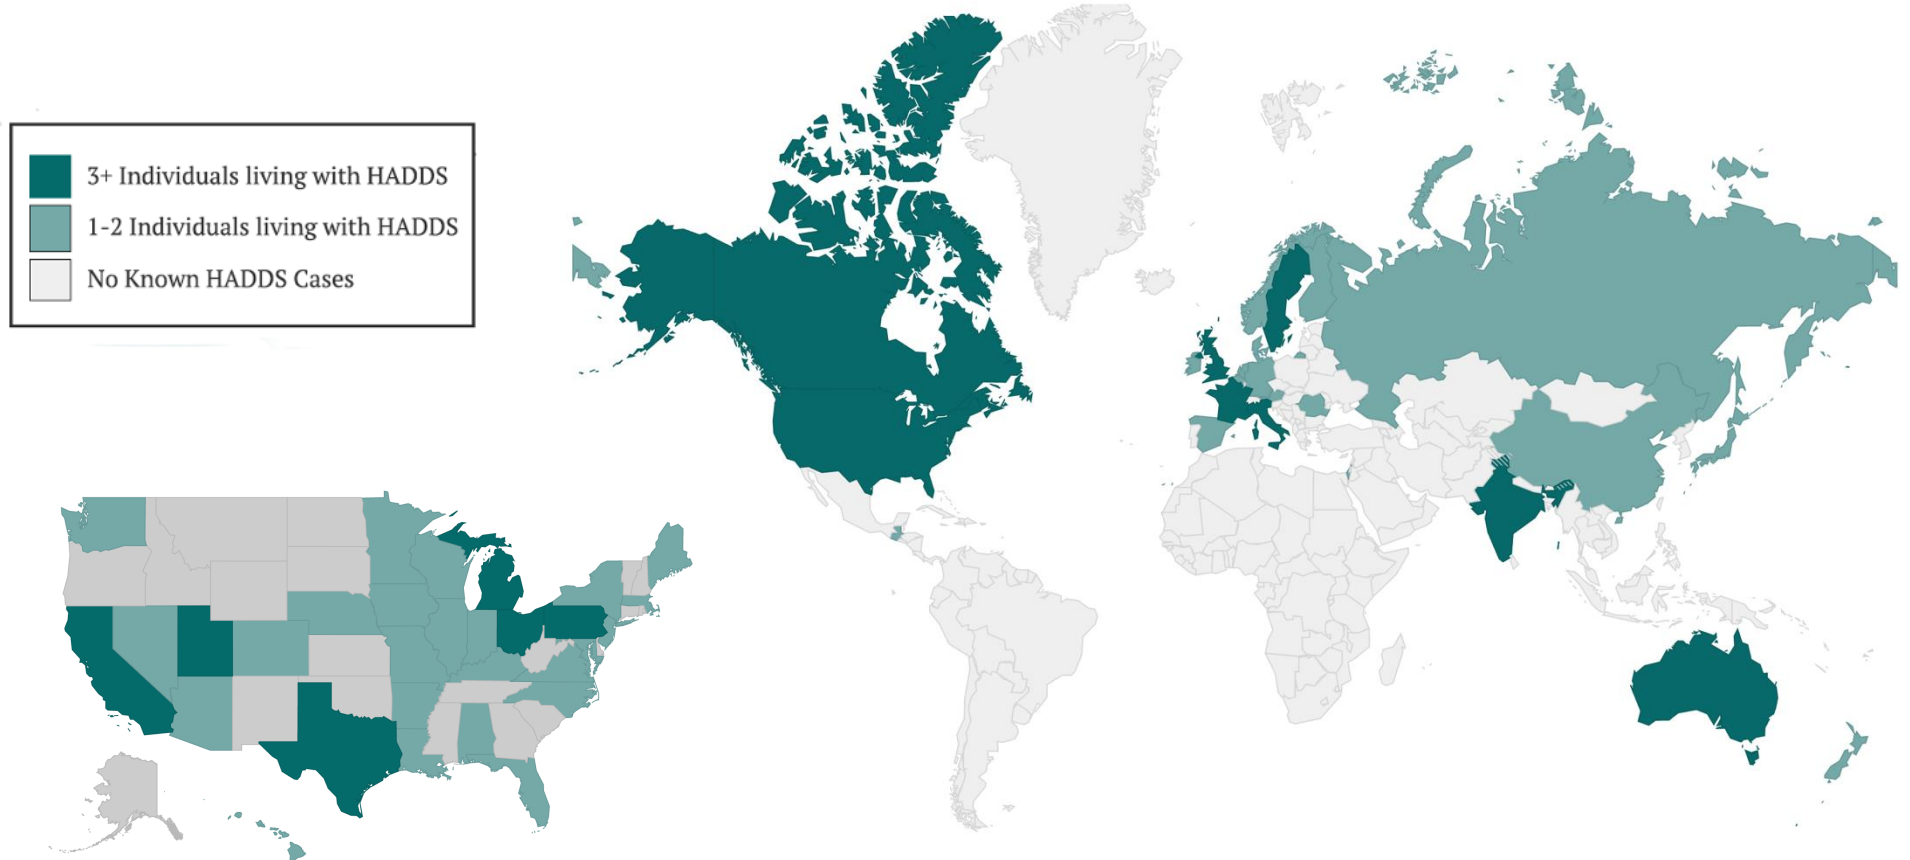 3+ Individuals living with HADDS
1-2 Individuals living with HADDS
No Known HADDS Cases